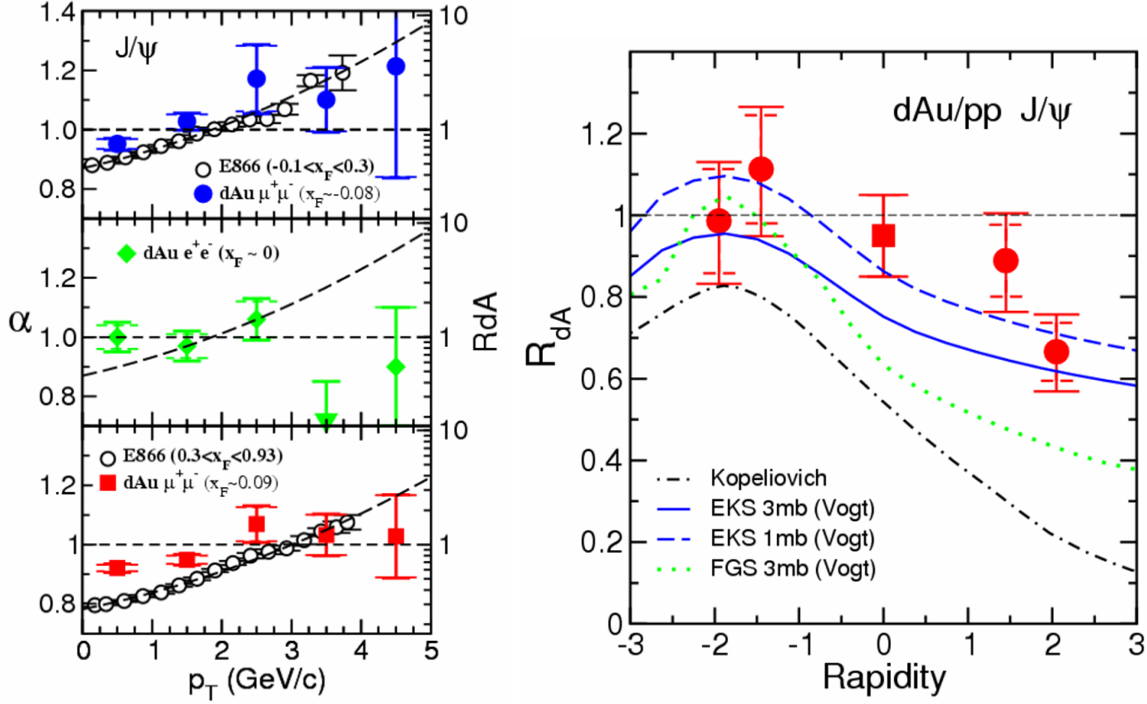 1.4
10
J/ψ
1.2
1.0
1
0.8
E866 (-0.1<x_F<0.3)
dAu μ⁺μ⁻ (x_F~-0.08)
10
dAu e⁺e⁻ (x_F ~ 0)
1.2
α
1.0
1
RdA
0.8
10
E866 (0.3<x_F<0.93)
dAu μ⁺μ⁻ (x_F~0.09)
1.2
1
1
0.8
0 1 2 3 4 5
p_T (GeV/c)
dAu/pp J/ψ
1.2
1
0.8
R_dA
0.6
0.4
0.2
0
Kopeliovich
EKS 3mb (Vogt)
EKS 1mb (Vogt)
FGS 3mb (Vogt)
-3 -2 -1 0 1 2 3
Rapidity